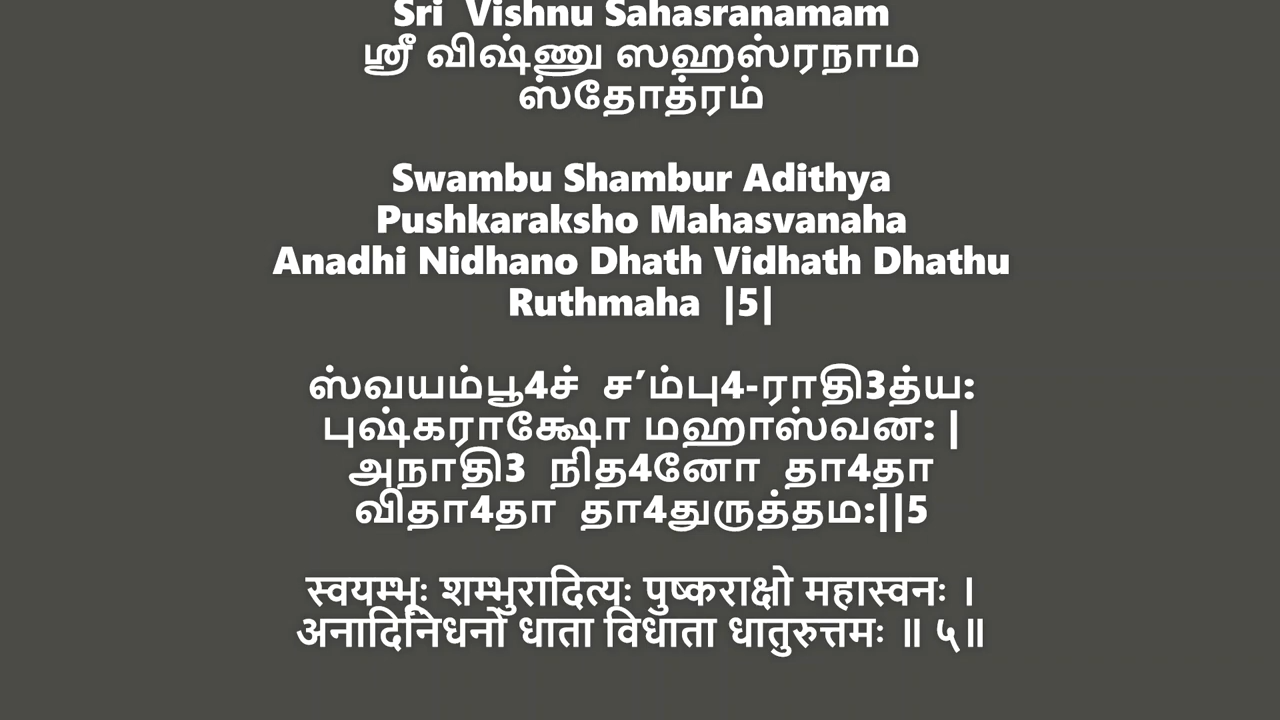 Sri Vishnu Sahasranamam
ஸ்ரீ விஷ்ணு ஸஹஸ்ரநாம
ஸ்தோத்ரம்
Swambu Shambur Adithya
Pushkaraksho Mahasvanaha
Anadhi Nidhano Dhath Vidhath Dhathu
Ruthmaha |5|
ஸ்வயம்பூ4ச் ச’ம்பு4-ராதி3த்ய:
புஷ்கராக்ஷோ மஹாஸ்வன: |
அநாதி3 நித4னோ தா4தா
விதா4தா தா4துருத்தம:||5
स्वयम्भूः शम्भुरादित्यः पुष्कराक्षो महास्वनः ।
अनादिनिधनो धाता विधाता धातुरुत्तमः ॥ ५॥